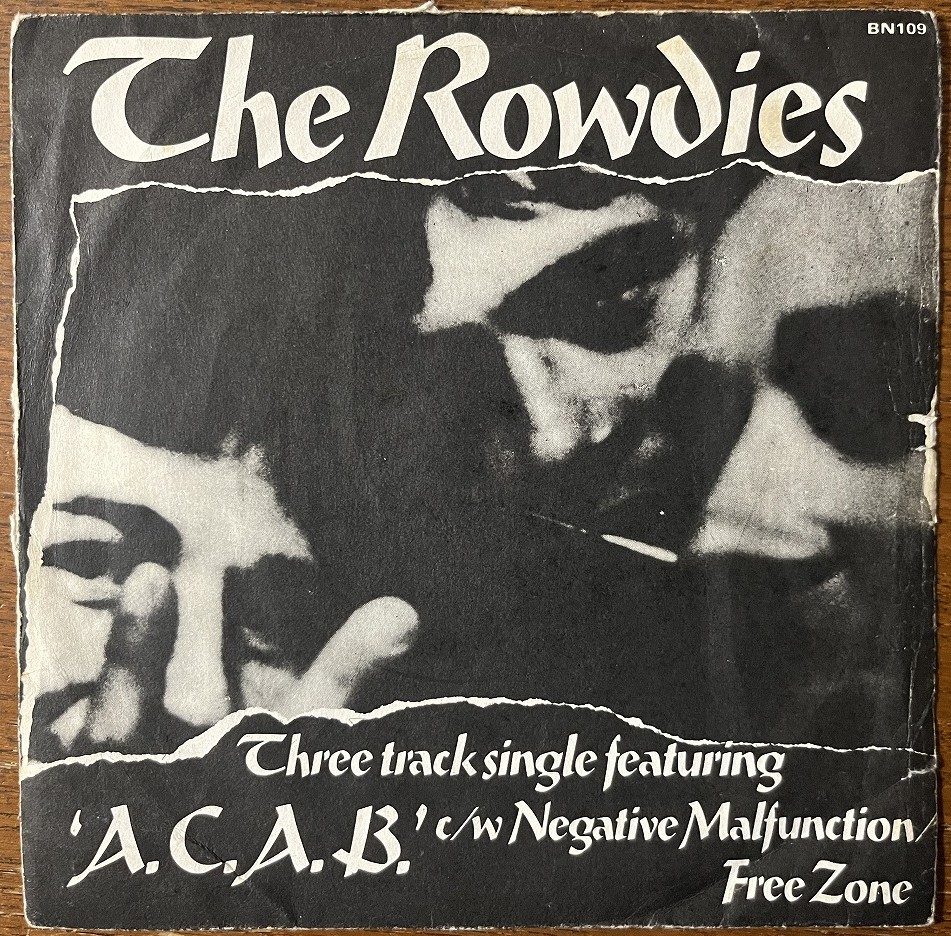 BN109
The Rowdies
Three track single featuring
'A.C.A.B.' c/w Negative Malfunction/
Free Zone